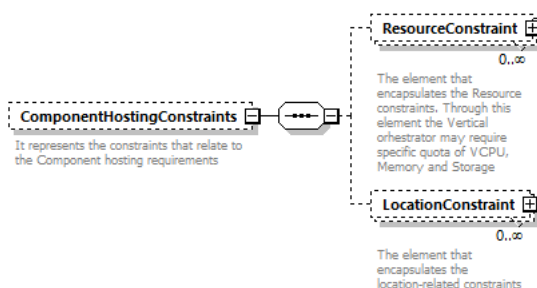 ResourceConstraint
0..∞
The element that
encapsulates the Resource
constraints. Through this
element the Vertical
orhestrator may require
specific quota of VCPU,
Memory and Storage
ComponentHostingConstraints
It represents the constraints that relate to
the Component hosting requirements
LocationConstraint
0..∞
The element that
encapsulates the
location-related constraints